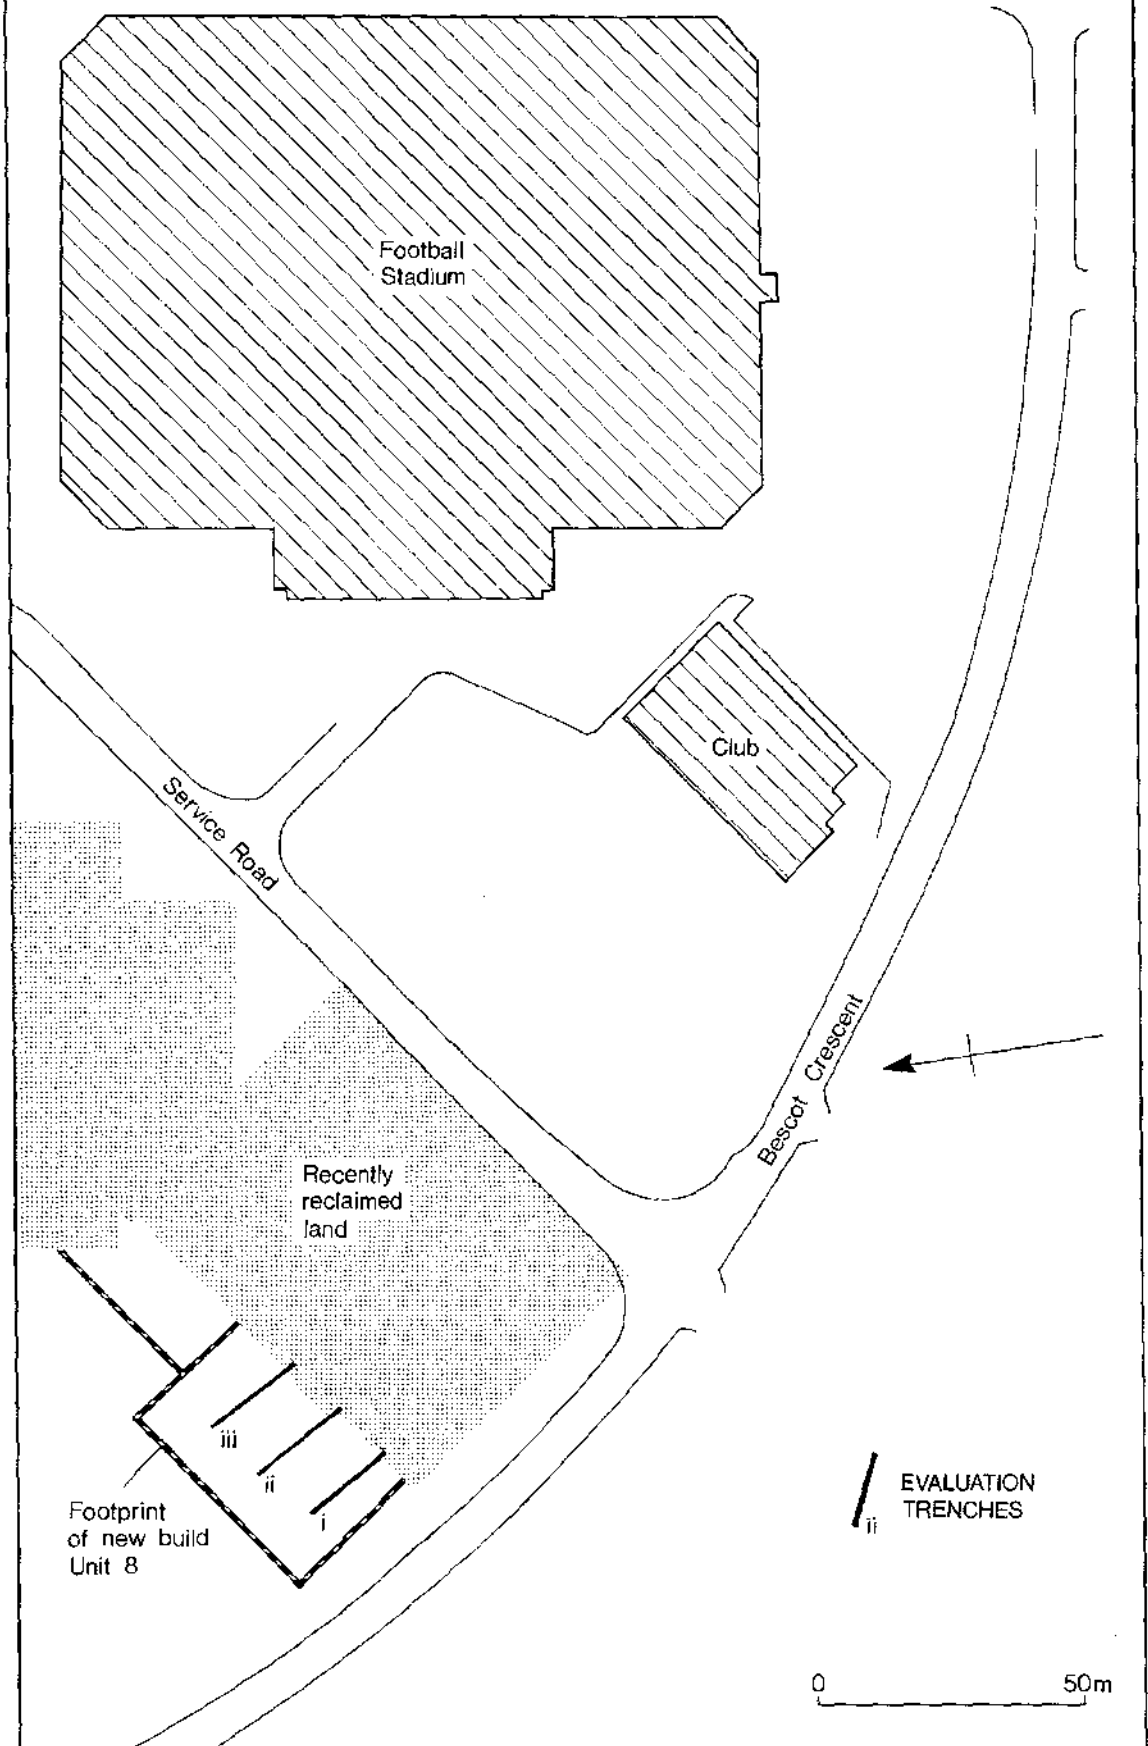 Football
Stadium
Club
Service Road
Bescot Crescent
Recently
reclaimed
land
iii
ii
i
Footprint
of new build
Unit 8
ii
EVALUATION
TRENCHES
0 50m